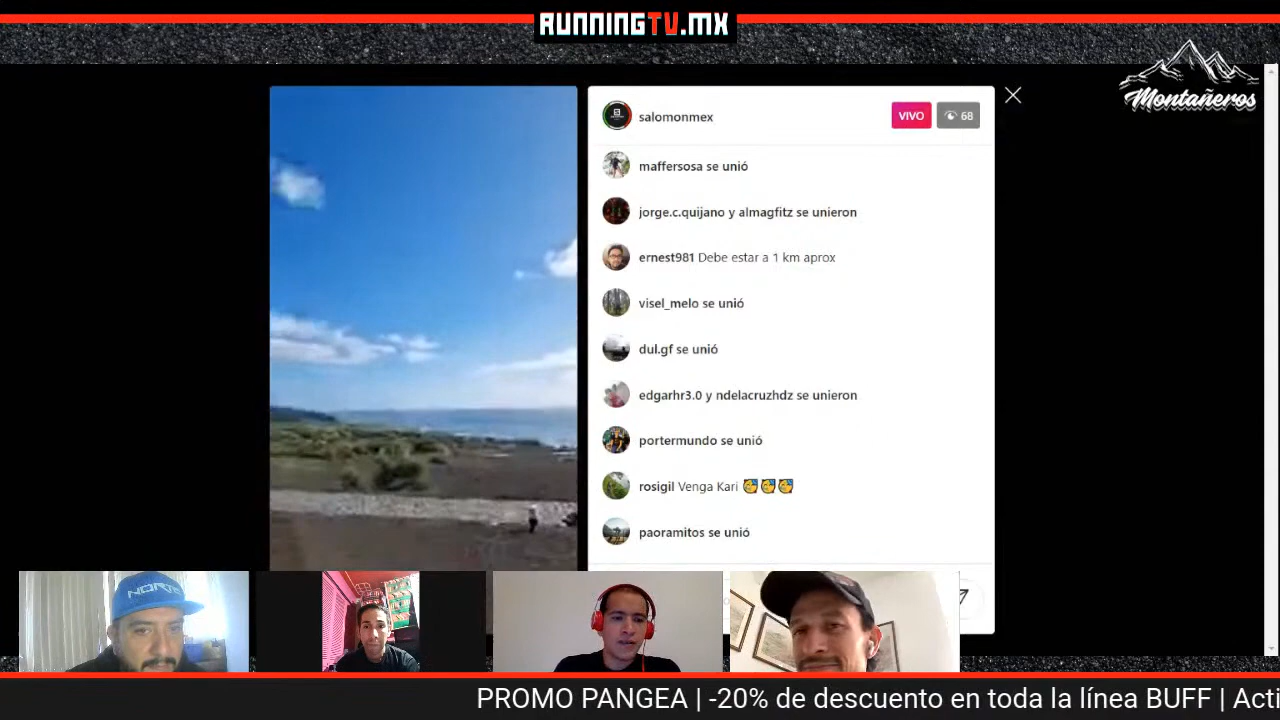 RUNNINGTV.MX
Montañeros
salomonmex
VIVO
68
maffersosa se unió
jorge.c.quijano y almagfitz se unieron
ernest981 Debe estar a 1 km aprox
visel_melo se unió
dul.gf se unió
edgarhr3.0 y ndelacruzhdz se unieron
portermundo se unió
rosigil Venga Kari 🥳🥳🥳
paoramitos se unió
PROMO PANGEA | -20% de descuento en toda la línea BUFF | Acti